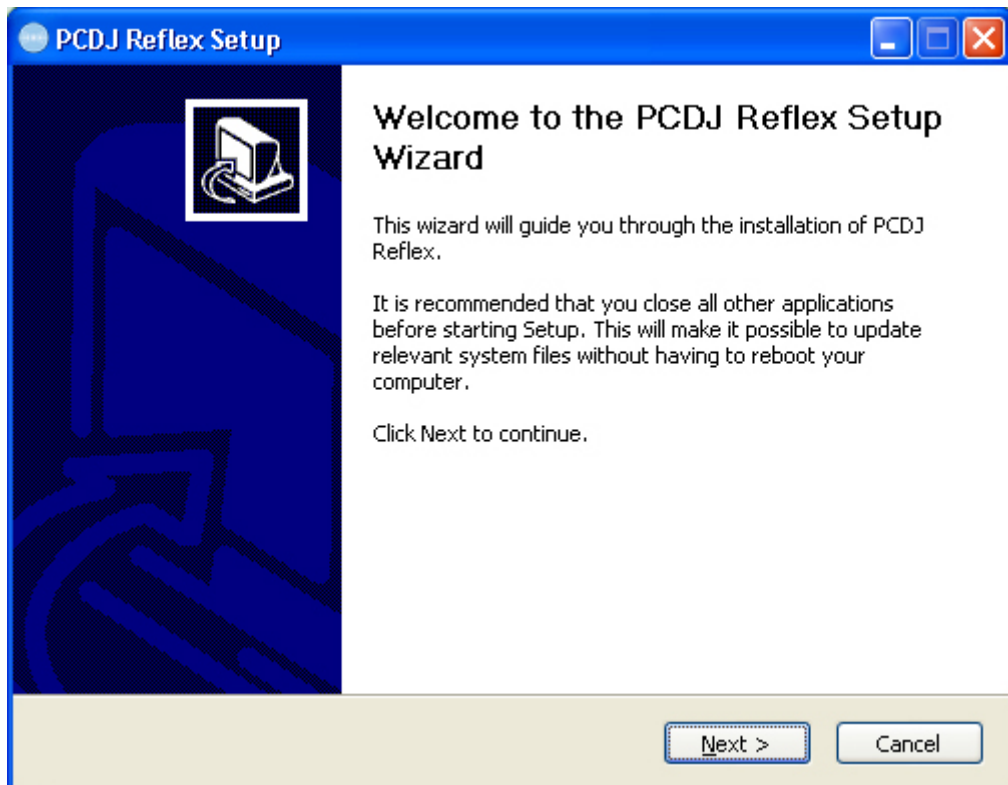 PCDJ Reflex Setup
Welcome to the PCDJ Reflex Setup
Wizard
This wizard will guide you through the installation of PCDJ
Reflex.
It is recommended that you close all other applications
before starting Setup. This will make it possible to update
relevant system files without having to reboot your
computer.
Click Next to continue.
Next >
Cancel